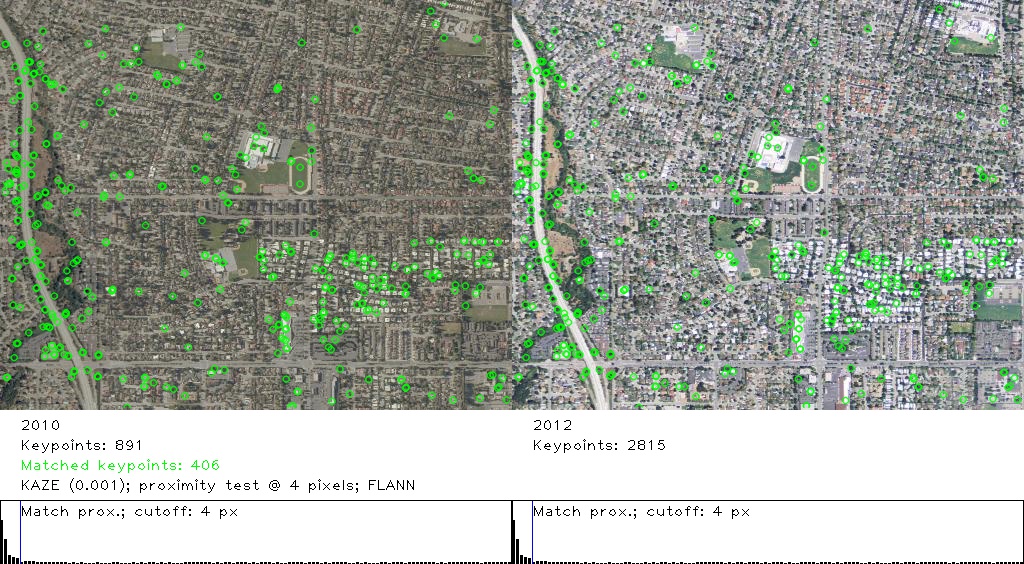 2010
Keypoints: 891
Matched keypoints: 406
KAZE (0.001); proximity test @ 4 pixels; FLANN
2012
Keypoints: 2815
Match prox.; cutoff: 4 px
Match prox.; cutoff: 4 px